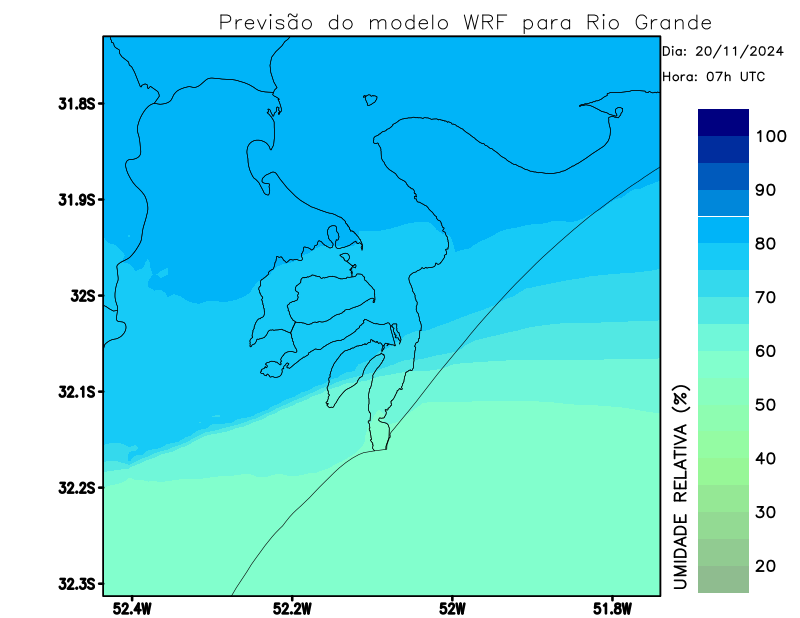 Previsão do modelo WRF para Rio Grande
Dia: 20/11/2024
Hora: 07h UTC
31.8S
31.9S
32S
32.1S
32.2S
32.3S
52.4W
52.2W
52W
51.8W
100
90
80
70
60
50
40
30
20
UMIDADE RELATIVA (%)